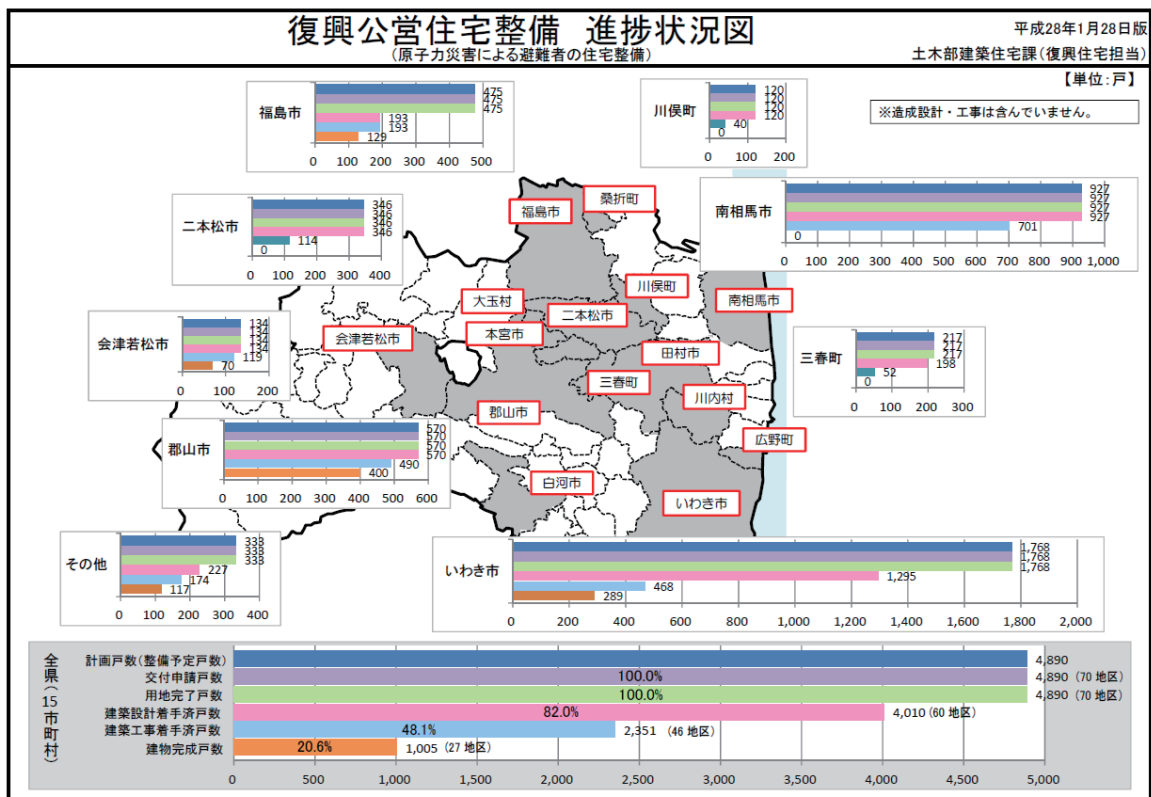 復興公営住宅整備 進捗状況図
(原子力災害による避難者の住宅整備)
平成28年1月28日版
土木部建築住宅課(復興住宅担当)
【単位:戸】
※造成設計・工事は含んでいません。
福島市
475
475
475
193
193
129
0 100 200 300 400 500
川俣町
120
120
120
120
40
0
0 100 200
二本松市
346
346
346
346
114
0
0 100 200 300 400
南相馬市
927
927
927
927
701
0
0 100 200 300 400 500 600 700 800 900 1,000
会津若松市
134
134
134
134
119
70
0 100 200
三春町
217
217
217
198
52
0
0 100 200 300
郡山市
570
570
570
570
490
400
0 100 200 300 400 500 600
その他
333
333
333
227
174
117
0 100 200 300 400
いわき市
1,768
1,768
1,768
1,295
468
289
0 200 400 600 800 1,000 1,200 1,400 1,600 1,800 2,000
福島市
桑折町
川俣町
大玉村
二本松市
南相馬市
本宮市
会津若松市
田村市
三春町
川内村
郡山市
広野町
白河市
いわき市
全県(15市町村)
計画戸数(整備予定戸数) 4,890
交付申請戸数 100.0% 4,890 (70 地区)
用地完了戸数 100.0% 4,890 (70 地区)
建築設計着手済戸数 82.0% 4,010 (60 地区)
建築工事着手済戸数 48.1% 2,351 (46 地区)
建物完成戸数 20.6% 1,005 (27 地区)
0 500 1,000 1,500 2,000 2,500 3,000 3,500 4,000 4,500 5,000